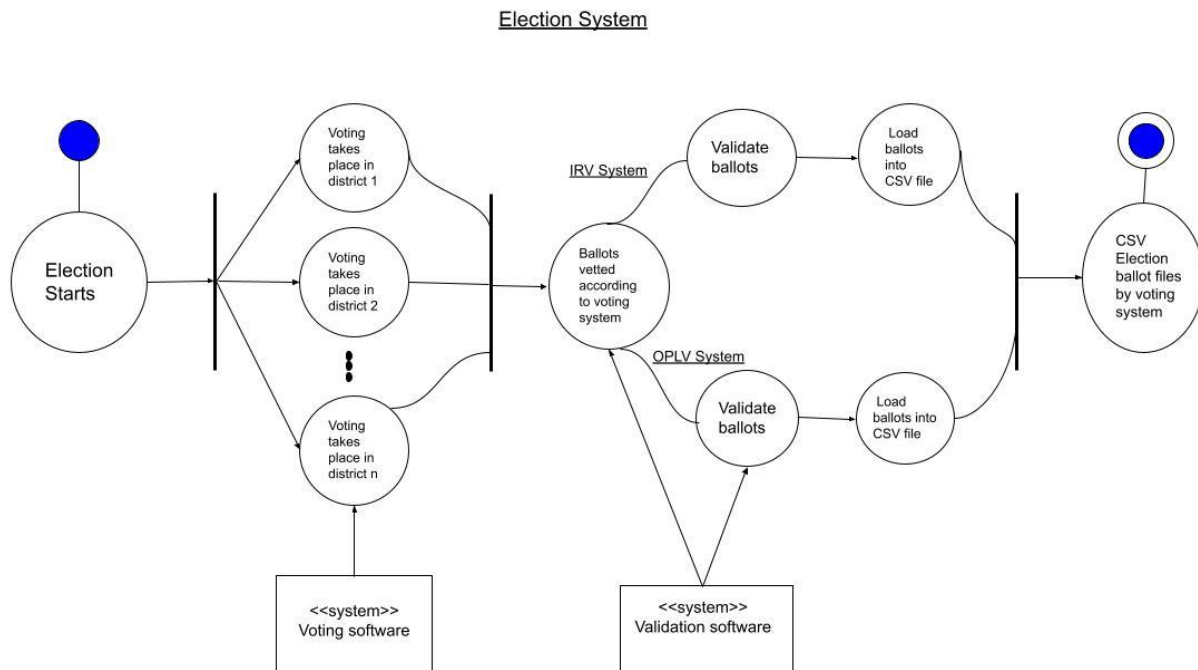 Election System
Election
Starts
Voting
takes
place in
district 1
Voting
takes
place in
district 2
Voting
takes
place in
district n
<<system>>
Voting software
Ballots
vetted
according
to voting
system
IRV System
Validate
ballots
Load
ballots
into
CSV file
OPLV System
Validate
ballots
Load
ballots into
CSV file
<<system>>
Validation software
CSV
Election
ballot files
by voting
system